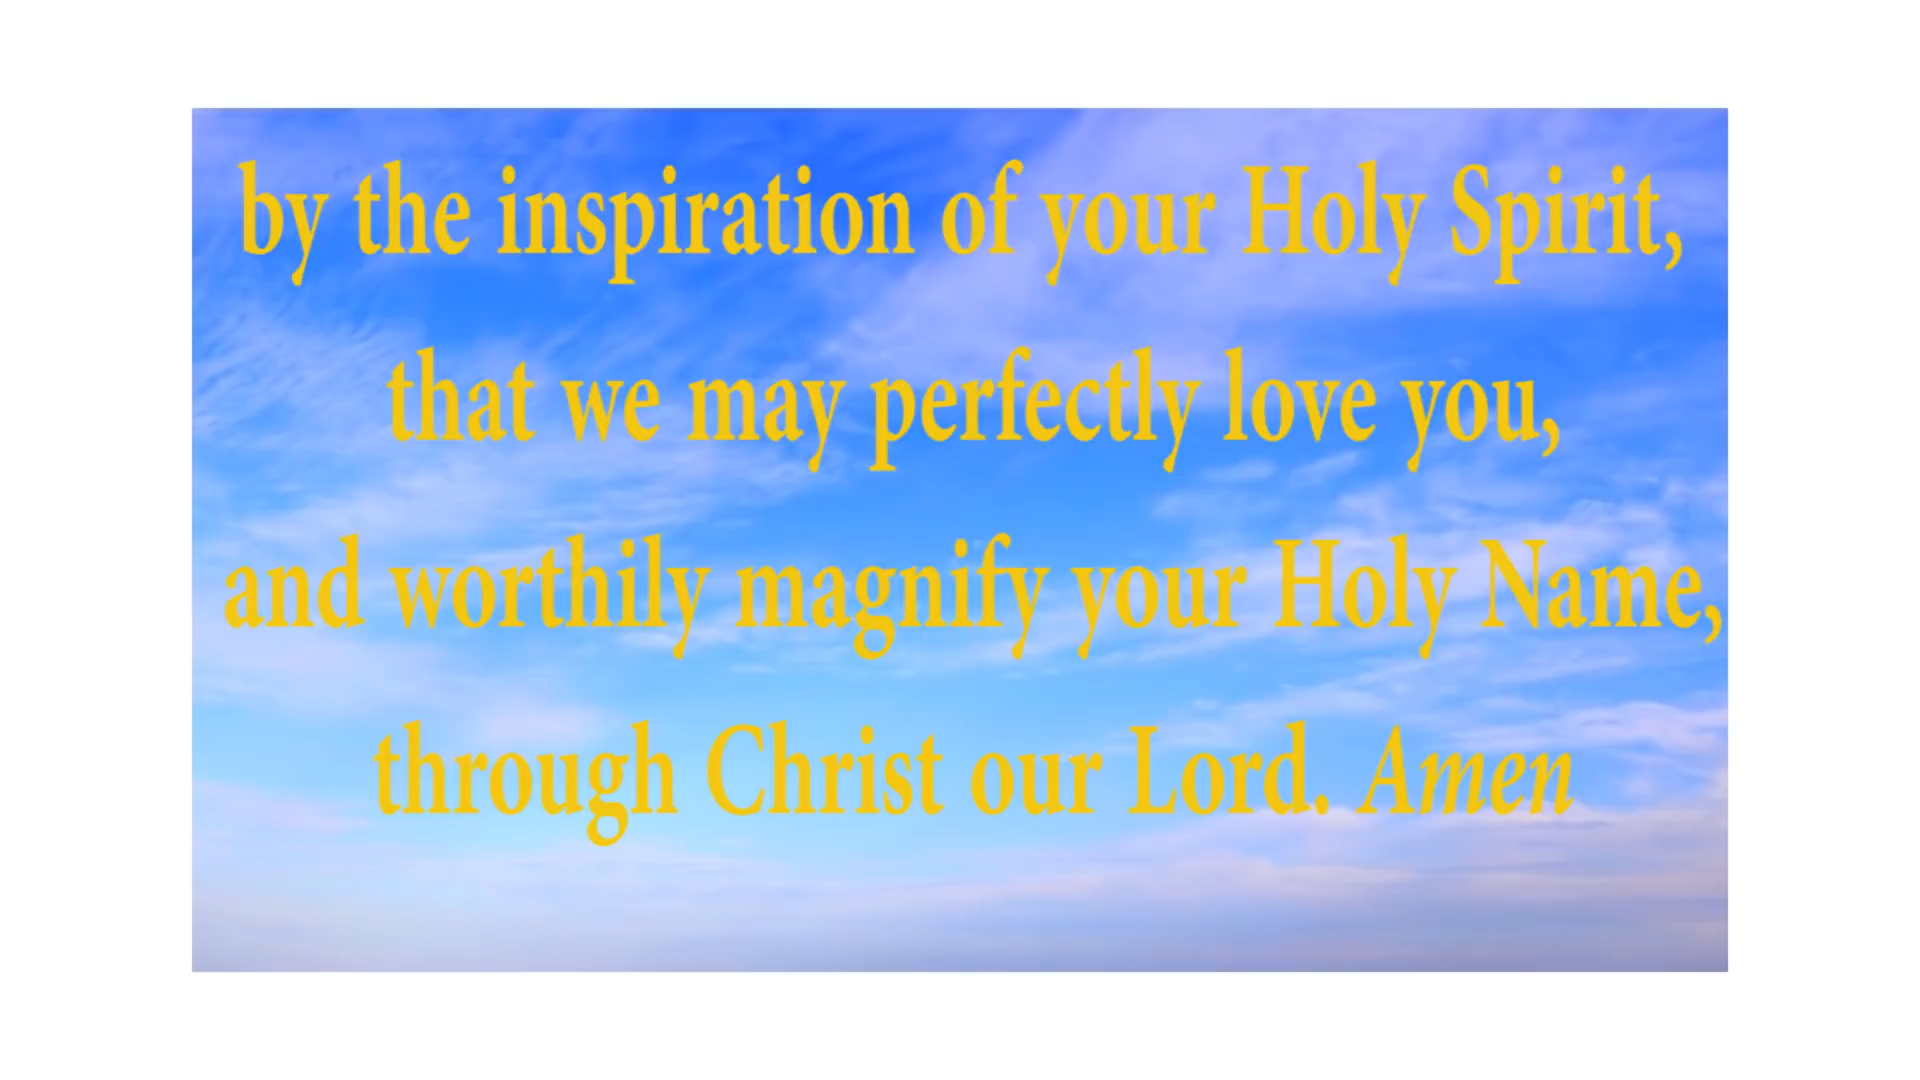 by the inspiration of your Holy Spirit,
that we may perfectly love you,
and worthily magnify your Holy Name,
through Christ our Lord. Amen